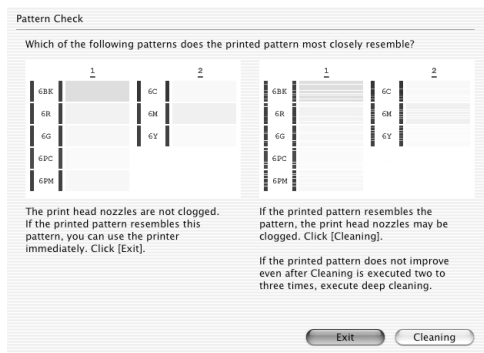 Pattern Check
Which of the following patterns does the printed pattern most closely resemble?
1 2
6BK 6C
6R 6M
6G 6Y
6PC
6PM
1 2
6BK 6C
6R 6M
6G 6Y
6PC
6PM
The print head nozzles are not clogged.
If the printed pattern resembles this
pattern, you can use the printer
immediately. Click [Exit].
If the printed pattern resembles the
pattern, the print head nozzles may be
clogged. Click [Cleaning].
If the printed pattern does not improve
even after Cleaning is executed two to
three times, execute deep cleaning.
Exit Cleaning